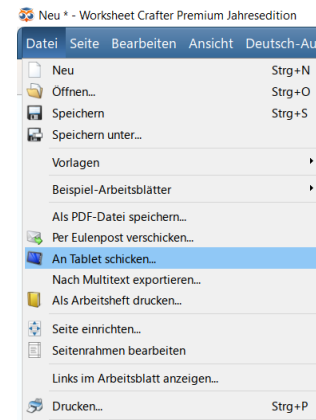 Neu * - Worksheet Crafter Premium Jahresedition
Datei Seite Bearbeiten Ansicht Deutsch-Au
Neu Strg+N
Öffnen... Strg+O
Speichern Strg+S
Speichern unter...
Vorlagen
Beispiel-Arbeitsblätter
Als PDF-Datei speichern...
Per Eulenpost verschicken...
An Tablet schicken...
Nach Multitext exportieren...
Als Arbeitsheft drucken...
Seite einrichten...
Seitenrahmen bearbeiten
Links im Arbeitsblatt anzeigen...
Drucken... Strg+P